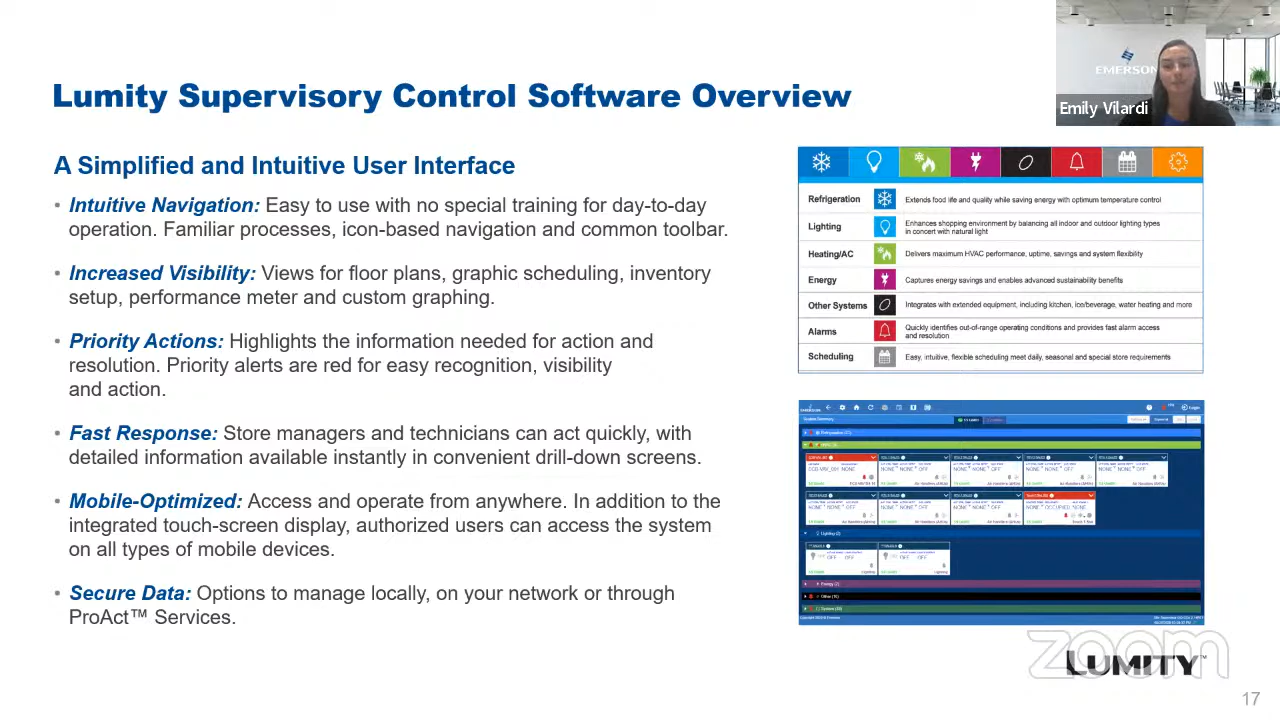 EMERSON
Emily Vilardi
Lumity Supervisory Control Software Overview
A Simplified and Intuitive User Interface
• Intuitive Navigation: Easy to use with no special training for day-to-day
operation. Familiar processes, icon-based navigation and common toolbar.
• Increased Visibility: Views for floor plans, graphic scheduling, inventory
setup, performance meter and custom graphing.
• Priority Actions: Highlights the information needed for action and
resolution. Priority alerts are red for easy recognition, visibility
and action.
• Fast Response: Store managers and technicians can act quickly, with
detailed information available instantly in convenient drill-down screens.
• Mobile-Optimized: Access and operate from anywhere. In addition to the
integrated touch-screen display, authorized users can access the system
on all types of mobile devices.
• Secure Data: Options to manage locally, on your network or through
ProAct™ Services.
Refrigeration Extends food life and quality while saving energy with optimum temperature control
Lighting Enhances shopping environment by balancing all indoor and outdoor lighting types
in concert with natural light
Heating/AC Delivers maximum HVAC performance, uptime, savings and system flexibility
Energy Captures energy savings and enables advanced sustainability benefits
Other Systems Integrates with extended equipment, including kitchen, ice/beverage, water heating and more
Alarms Quickly identifies out-of-range operating conditions and provides fast alarm access
and resolution
Scheduling Easy, intuitive, flexible scheduling meet daily, seasonal and special store requirements
EMERSON
Login
System Summary
Lighting (2)
Energy (2)
Other (16)
zoom
LUMITY™
17